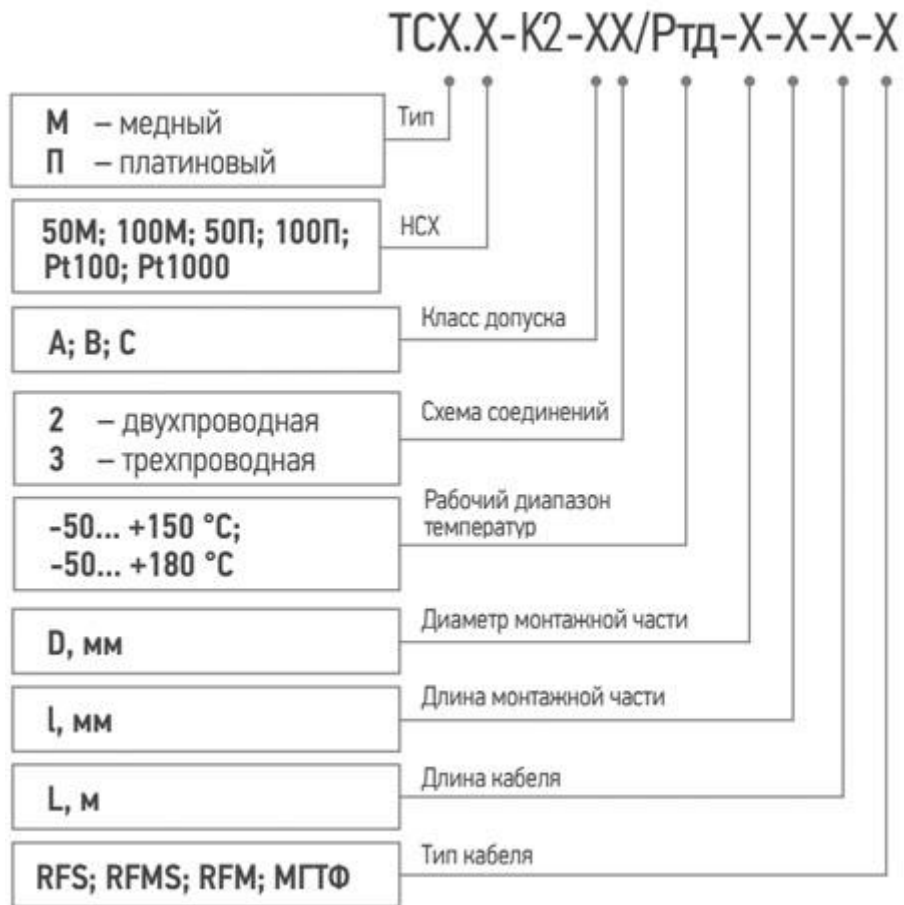 ТСХ.Х-К2-ХХ/Ртд-Х-Х-Х-Х
М – медный
П – платиновый
Тип
50М; 100М; 50П; 100П;
Pt100; Pt1000
НСХ
А; В; С
Класс допуска
2 – двухпроводная
3 – трехпроводная
Схема соединений
-50... +150 °С;
-50... +180 °С
Рабочий диапазон
температур
D, мм
Диаметр монтажной части
l, мм
Длина монтажной части
L, м
Длина кабеля
RFS; RFMS; RFM; МГТФ
Тип кабеля